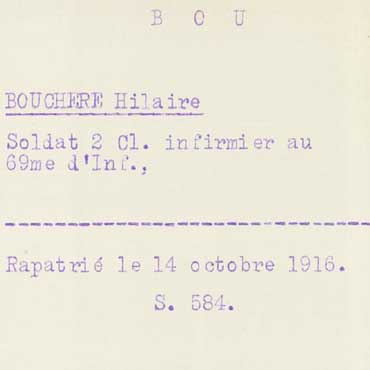 B O U
BOUCHERE Hilaire
Soldat 2 Cl. infirmier au
69me d'Inf.,
Rapatrié le 14 octobre 1916.
S. 584.